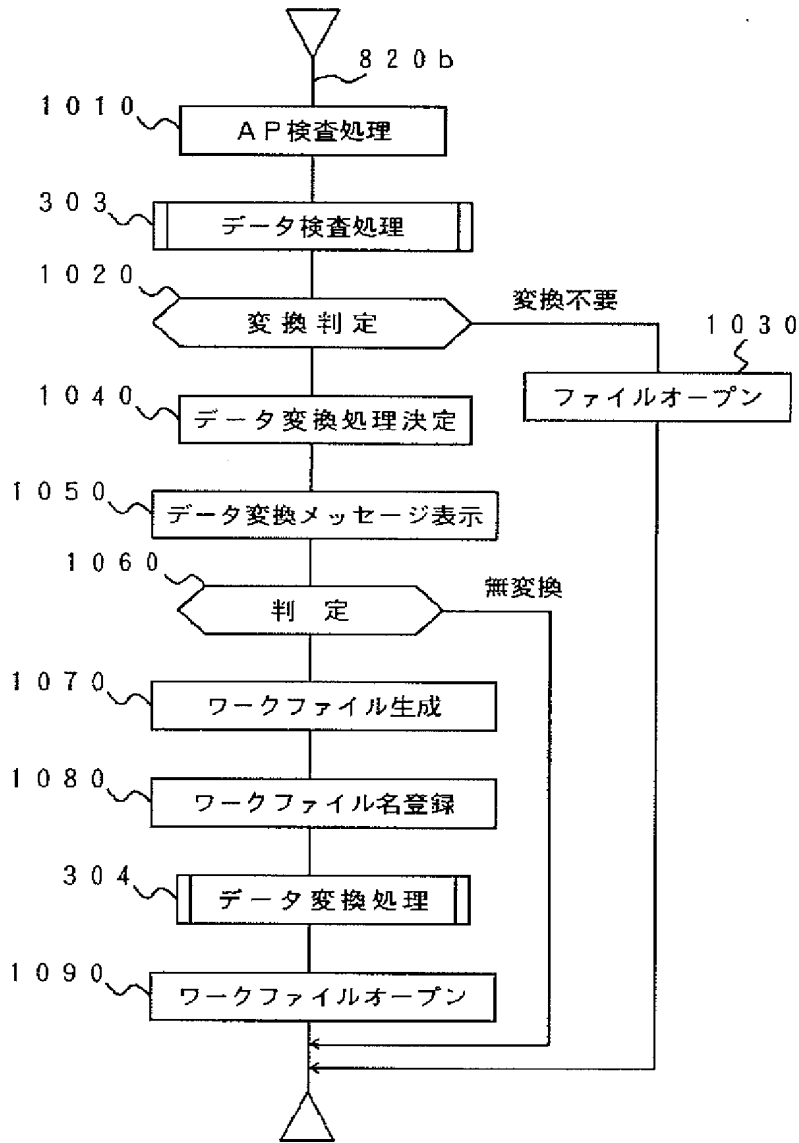 820b
1010
AP検査処理
303
データ検査処理
1020
変換判定
変換不要
1030
ファイルオープン
1040
データ変換処理決定
1050
データ変換メッセージ表示
1060
判 定
無変換
1070
ワークファイル生成
1080
ワークファイル名登録
304
データ変換処理
1090
ワークファイルオープン